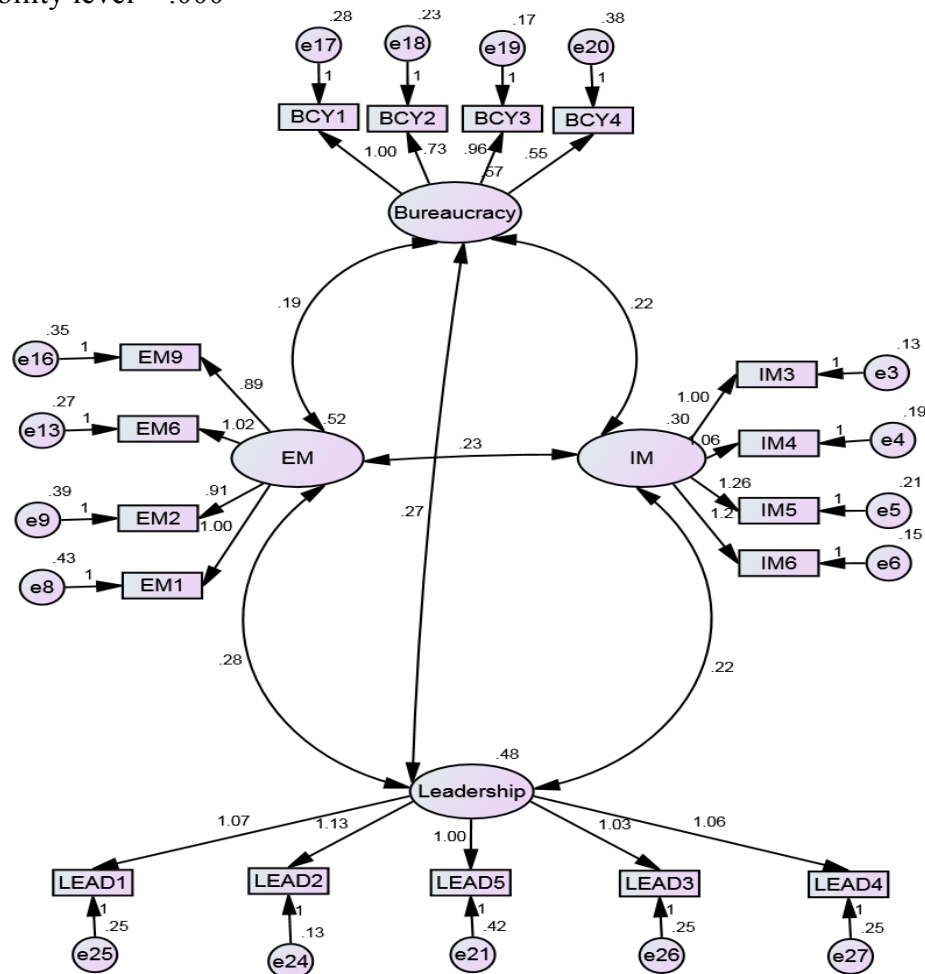 .28 .23 .17 .38
e17 e18 e19 e20
1 1 1 1
BCY1 BCY2 BCY3 BCY4
1.00 .73 .96 .55
.57
Bureaucracy
.19 .22
.35 .13
e16 1 EM9 IM3 1 e3
.89 1.00
.27 .19
e13 1 EM6 1.02 .52 .30 1.06 IM4 1 e4
EM .23 IM
.39 .91 1.26 .21
e9 1 EM2 1.00 .27 1.2 IM5 1 e5
.43 .15
e8 1 EM1 IM6 1 e6
.28 .22
.48
Leadership
1.07 1.13 1.00 1.03 1.06
LEAD1 LEAD2 LEAD5 LEAD3 LEAD4
1 1 1 1 1
.25 .13 .42 .25 .25
e25 e24 e21 e26 e27